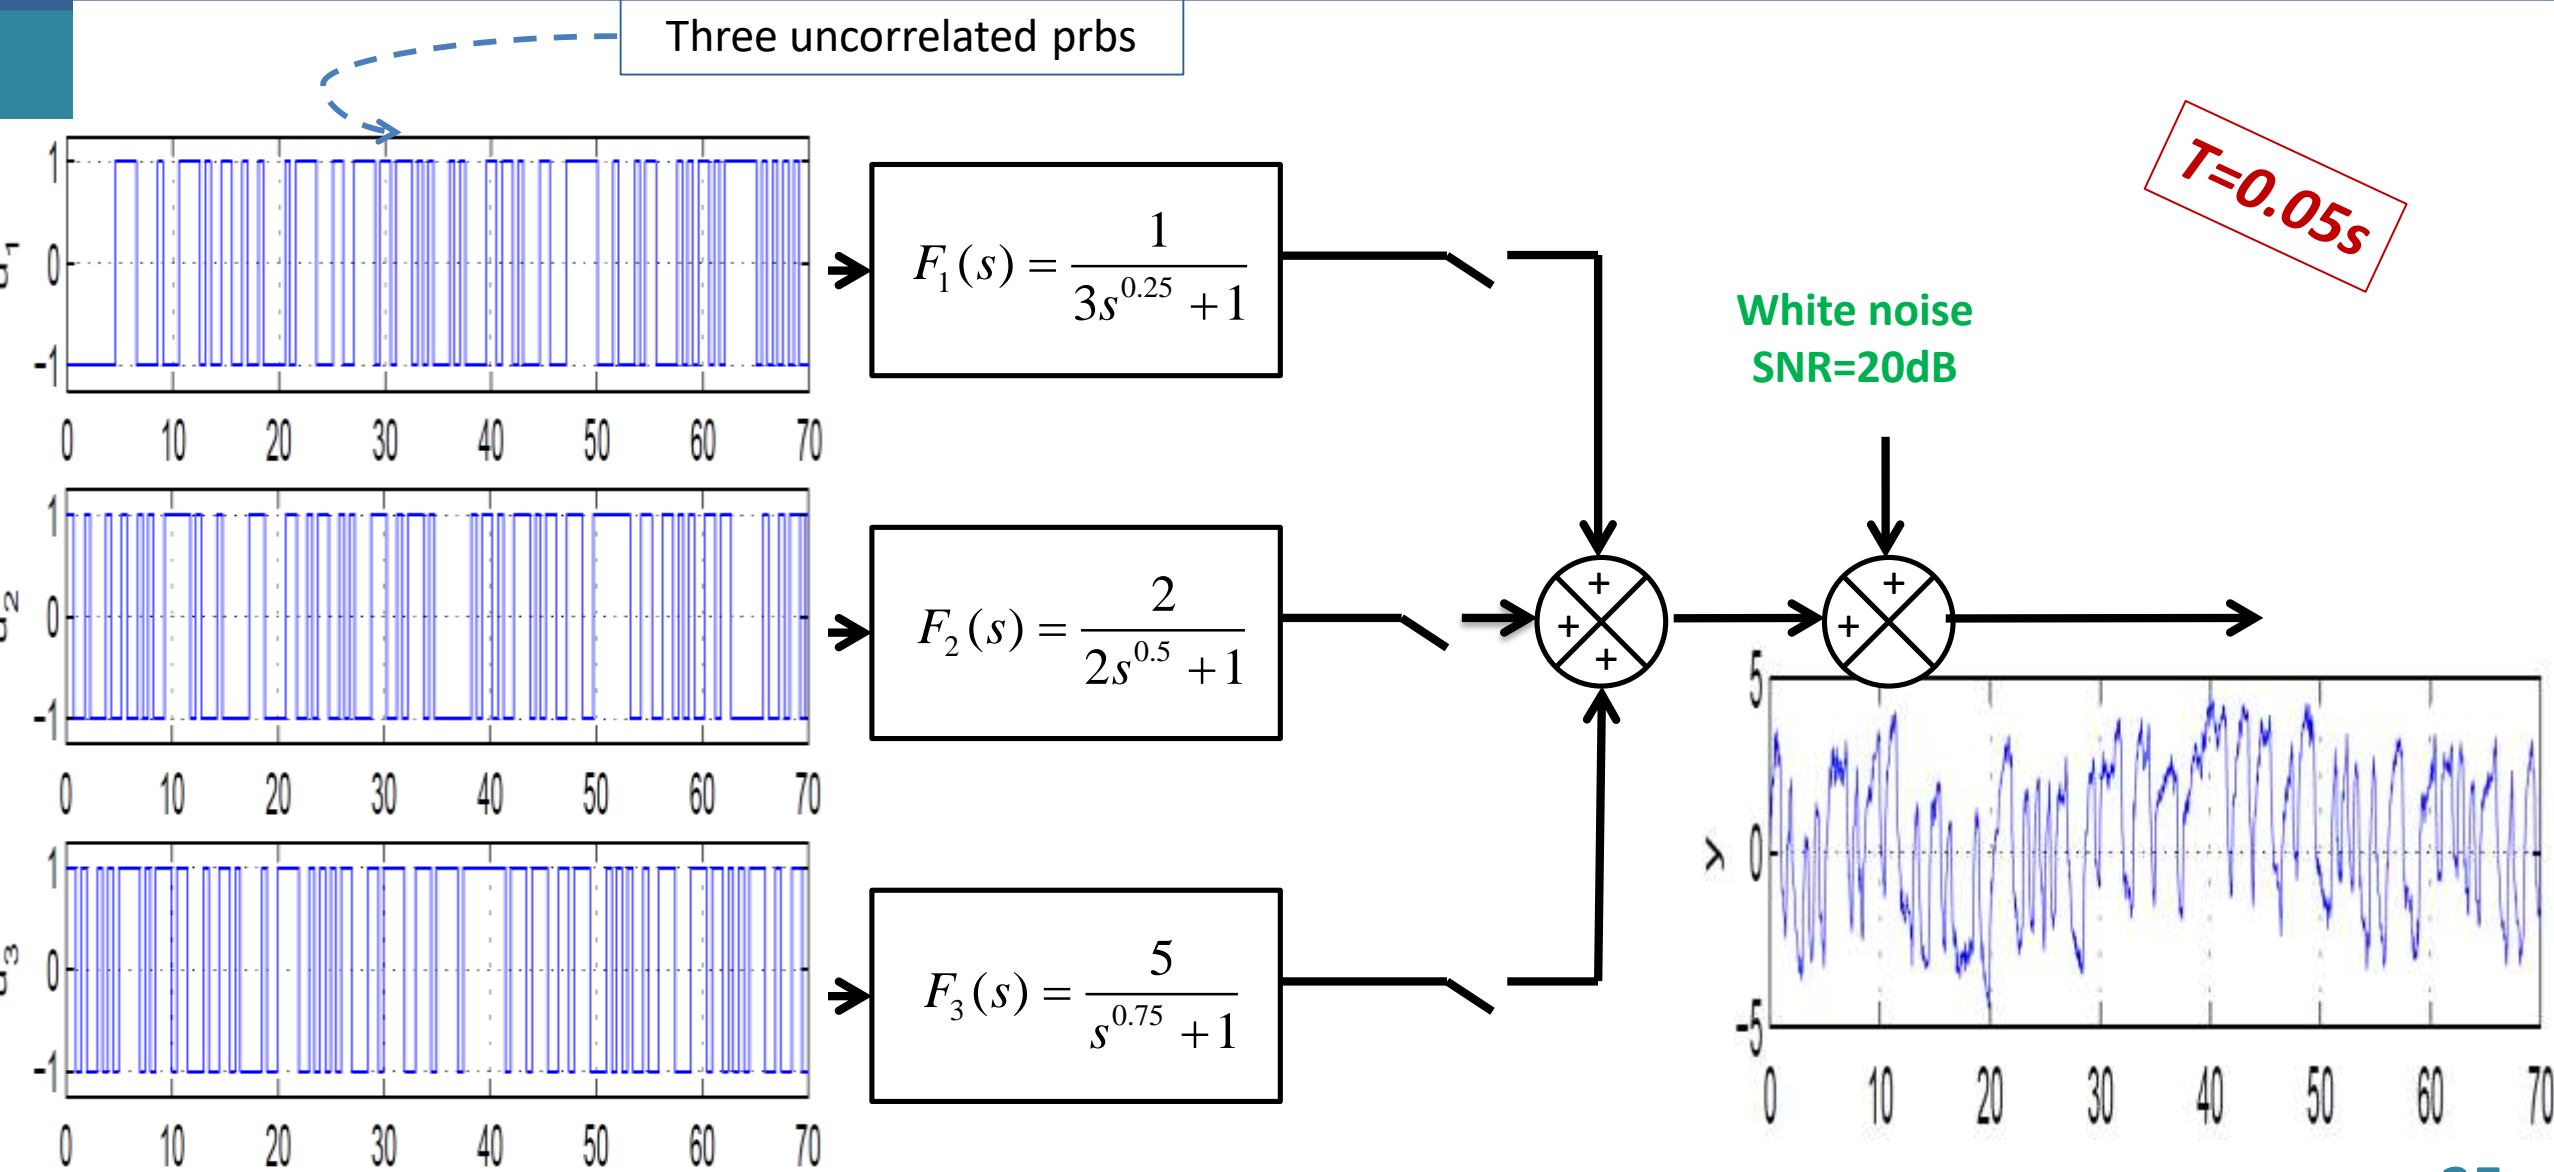 Three uncorrelated prbs
T=0.05s
1
0
-1
0 10 20 30 40 50 60 70
F₁(s) = 1 / (3s^0.25 + 1)
White noise
SNR=20dB
1
0
-1
0 10 20 30 40 50 60 70
F₂(s) = 2 / (2s^0.5 + 1)
+
+
+
+
+
1
0
-1
0 10 20 30 40 50 60 70
F₃(s) = 5 / (s^0.75 + 1)
5
y 0
-5
0 10 20 30 40 50 60 70